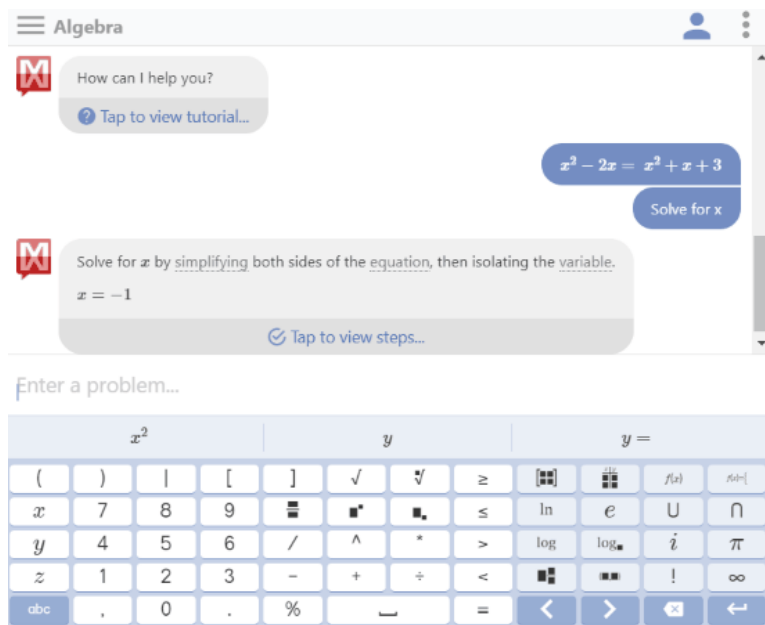 Algebra
How can I help you?
Tap to view tutorial...
x² − 2x = x² + x + 3
Solve for x
Solve for x by simplifying both sides of the equation, then isolating the variable.
x = −1
Tap to view steps...
Enter a problem...
x² y y =
( ) | [ ] √ √ ≥ f(x)
x 7 8 9 ≤ ln e ∪ ∩
y 4 5 6 / ^ * > log log i π
z 1 2 3 − + ÷ < ! ∞
abc , 0 . % =